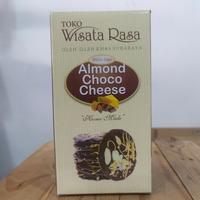 TOKO
Wisata Rasa
OLEH OLEH KHAS SURABAYA
Almond
Choco
Cheese
"Home Made"